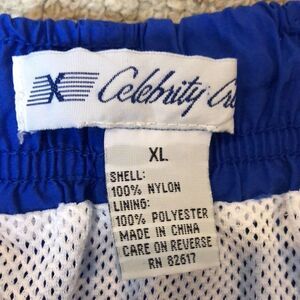 X Celebrity
XL
SHELL:
100% NYLON
LINING:
100% POLYESTER
MADE IN CHINA
CARE ON REVERSE
RN 82617